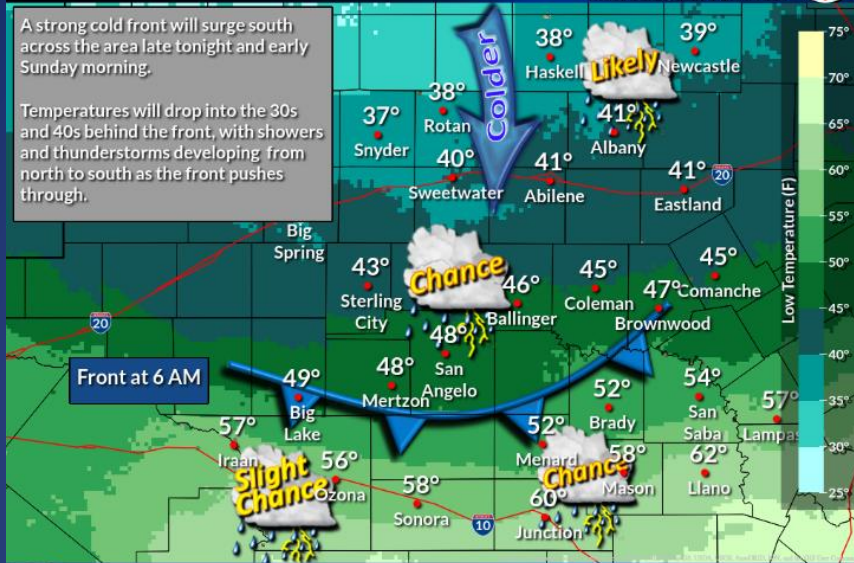 A strong cold front will surge south
across the area late tonight and early
Sunday morning.
Temperatures will drop into the 30s
and 40s behind the front, with showers
and thunderstorms developing from
north to south as the front pushes
through.
Colder
38°
Haskell
Likely
39°
Newcastle
41°
Albany
38°
Rotan
37°
Snyder
40°
Sweetwater
41°
Abilene
41°
Eastland
20
Big
Spring
43°
Sterling
City
Chance
46°
Ballinger
45°
Coleman
47°
Brownwood
45°
Comanche
20
48°
San
Angelo
48°
Mertzon
Front at 6 AM
49°
Big
Lake
52°
Brady
54°
San
Saba
57°
Lampas
57°
Iraan
Slight
Chance
56°
Ozona
58°
Sonora
10
52°
Menard
Chance
58°
Mason
60°
Junction
62°
Llano
Low Temperature (F)
75°
70°
65°
60°
55°
50°
45°
40°
35°
30°
25°